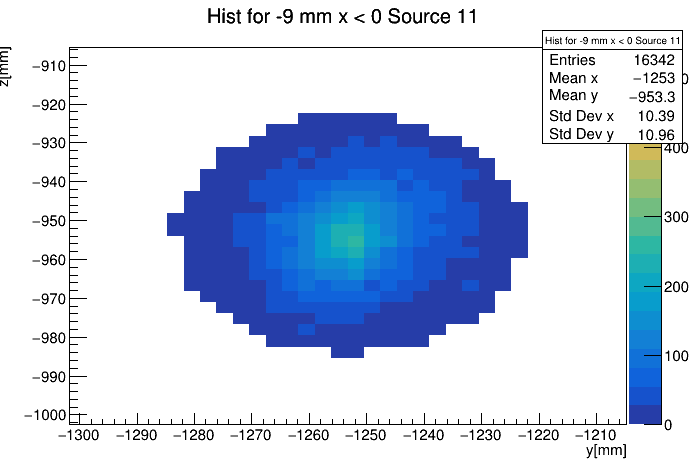 Hist for -9 mm x < 0 Source 11
z[mm]
Hist for -9 mm x < 0 Source 11
Entries 16342
Mean x −1253
Mean y −953.3
Std Dev x 10.39
Std Dev y 10.96
−910
−920
−930
−940
−950
−960
−970
−980
−990
−1000
400
300
200
100
0
−1300 −1290 −1280 −1270 −1260 −1250 −1240 −1230 −1220 −1210
y[mm]